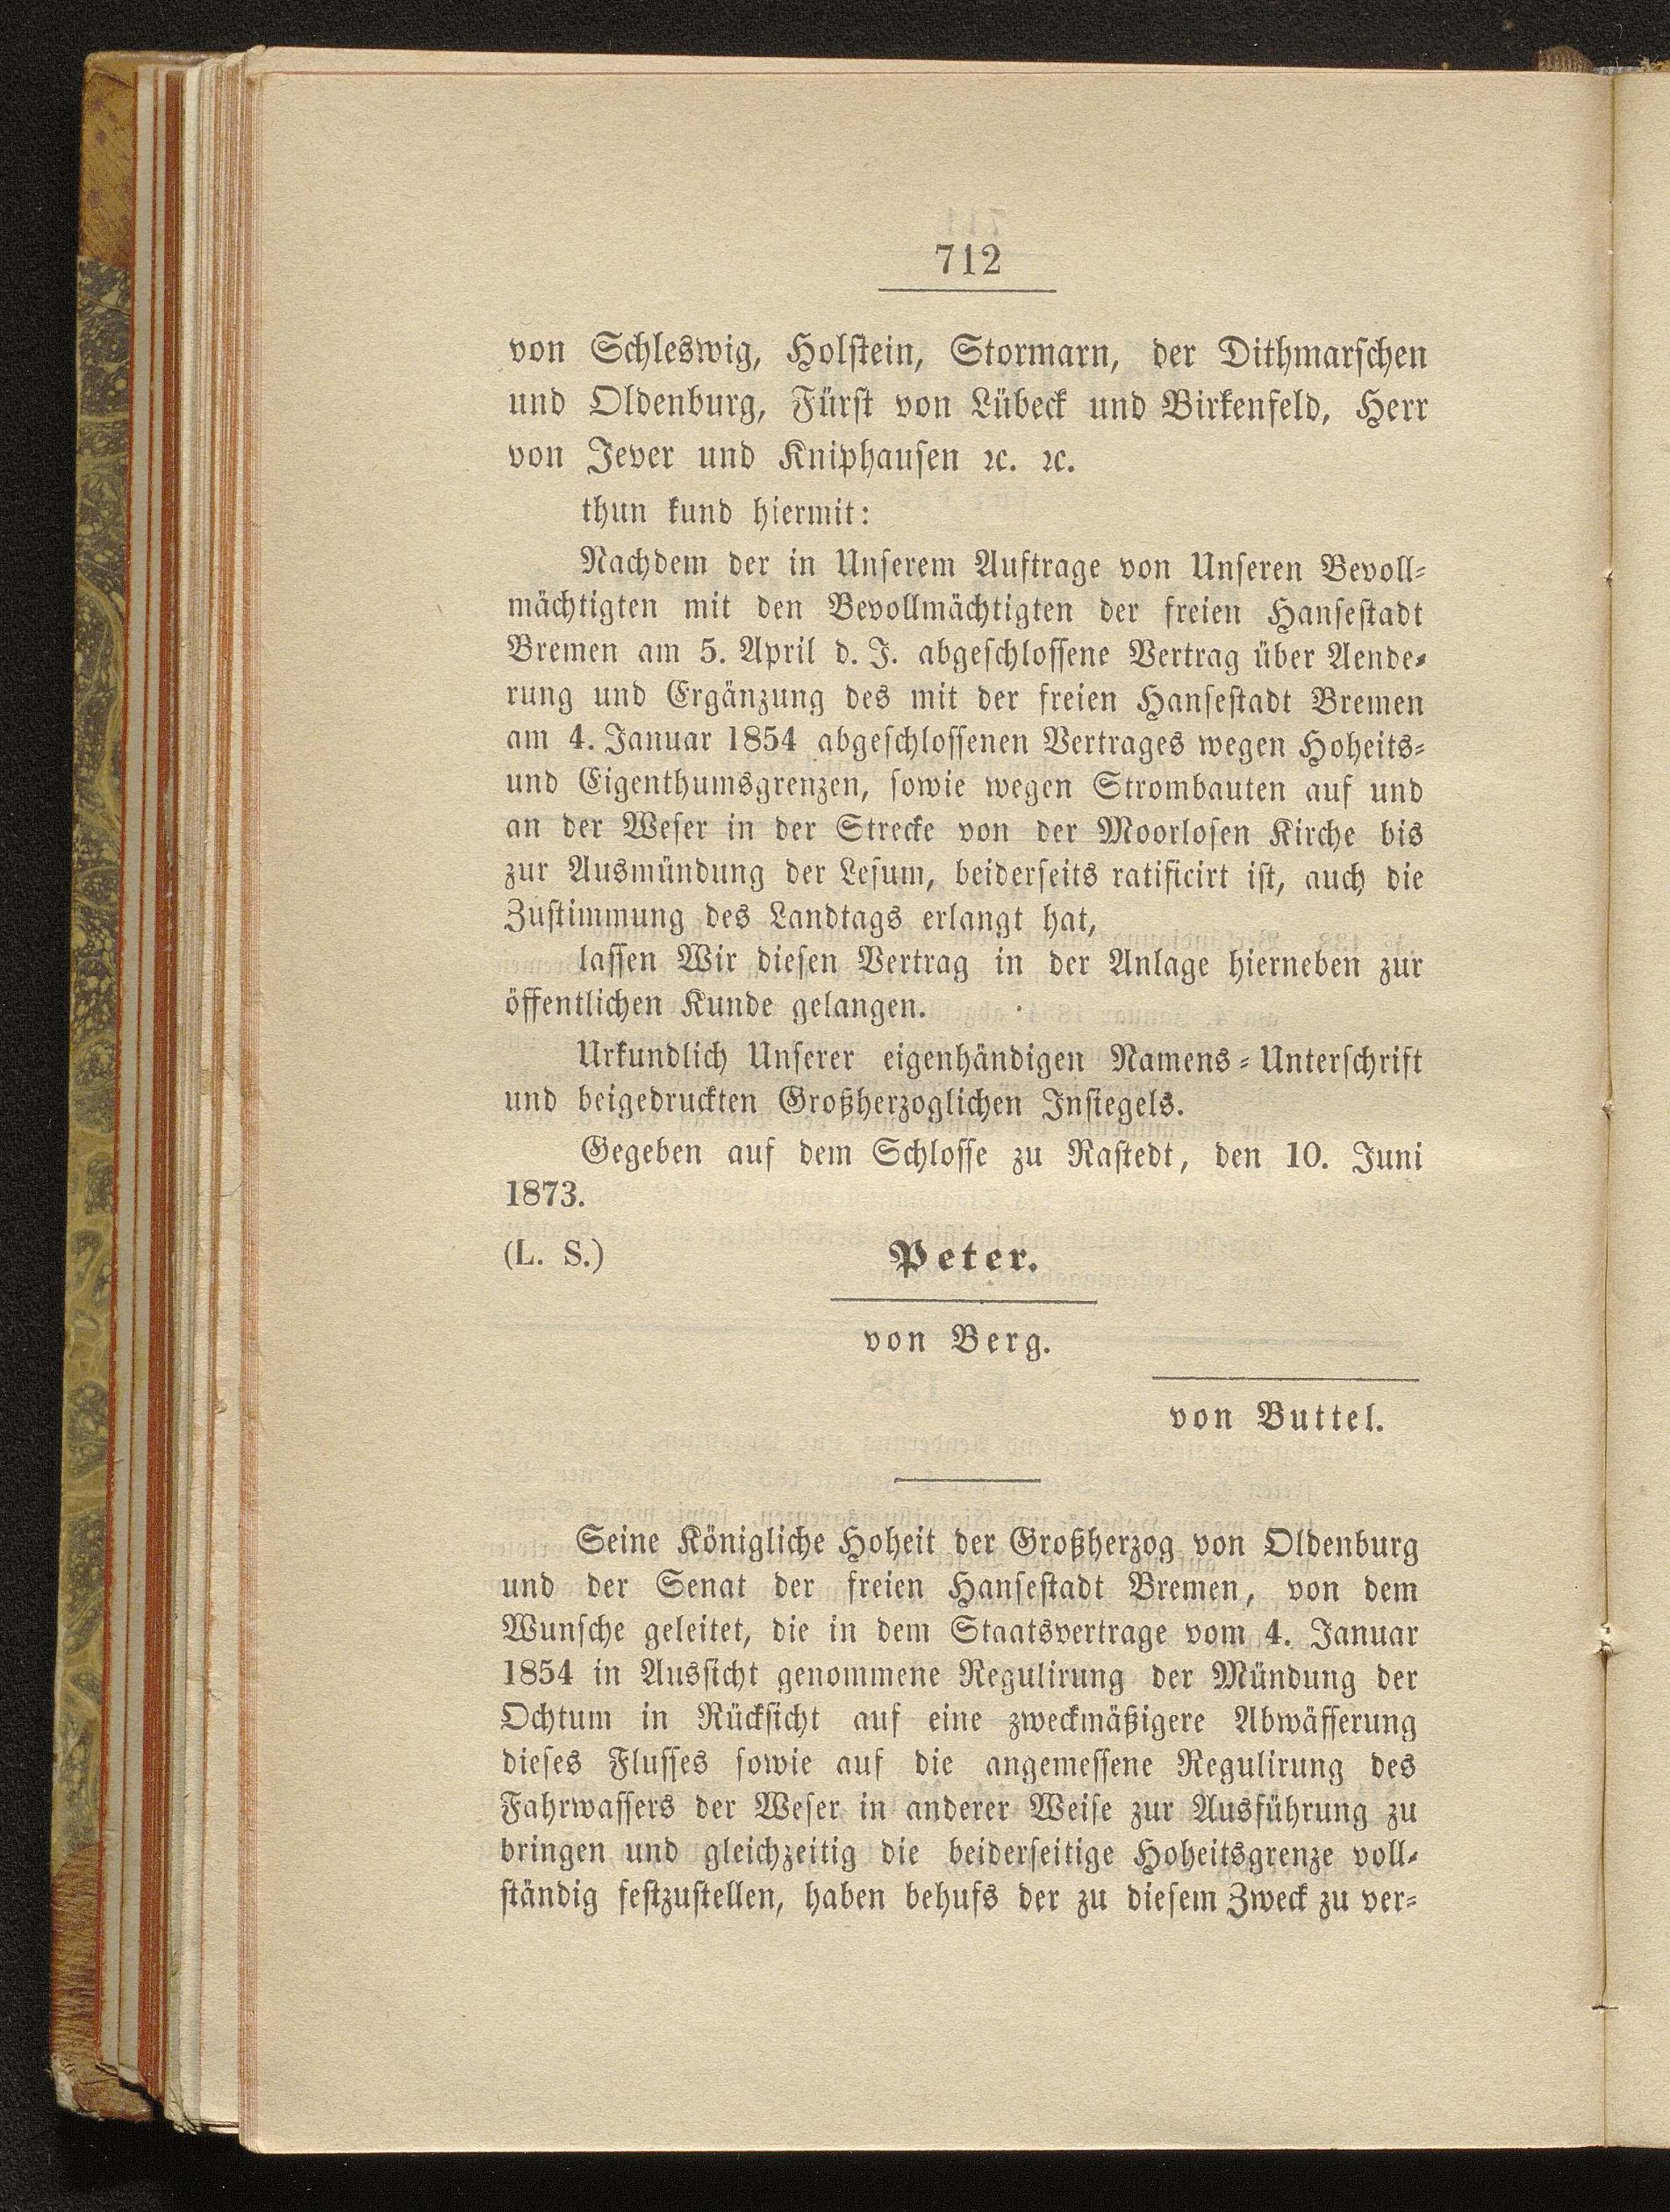 712
von Schleswig, Holstein, Stormarn, der Dithmarschen
und Oldenburg, Fürst von Lübeck und Birkenfeld, Herr
von Jever und Kniphausen ꝛc. ꝛc.
thun kund hiermit:
Nachdem der in Unserem Auftrage von Unseren Bevoll-
mächtigten mit den Bevollmächtigten der freien Hansestadt
Bremen am 5. April d. J. abgeschlossene Vertrag über Aende-
rung und Ergänzung des mit der freien Hansestadt Bremen
am 4. Januar 1854 abgeschlossenen Vertrages wegen Hoheits-
und Eigenthumsgrenzen, sowie wegen Strombauten auf und
an der Weser in der Strecke von der Moorlosen Kirche bis
zur Ausmündung der Lesum, beiderseits ratificirt ist, auch die
Zustimmung des Landtags erlangt hat,
lassen Wir diesen Vertrag in der Anlage hierneben zur
öffentlichen Kunde gelangen.
Urkundlich Unserer eigenhändigen Namens-Unterschrift
und beigedruckten Großherzoglichen Insiegels.
Gegeben auf dem Schlosse zu Rastedt, den 10. Juni
1873.
(L. S.) Peter.
von Berg.
von Buttel.
Seine Königliche Hoheit der Großherzog von Oldenburg
und der Senat der freien Hansestadt Bremen, von dem
Wunsche geleitet, die in dem Staatsvertrage vom 4. Januar
1854 in Aussicht genommene Regulirung der Mündung der
Ochtum in Rücksicht auf eine zweckmäßigere Abwässerung
dieses Flusses sowie auf die angemessene Regulirung des
Fahrwassers der Weser in anderer Weise zur Ausführung zu
bringen und gleichzeitig die beiderseitige Hoheitsgrenze voll-
ständig festzustellen, haben behufs der zu diesem Zweck zu ver-